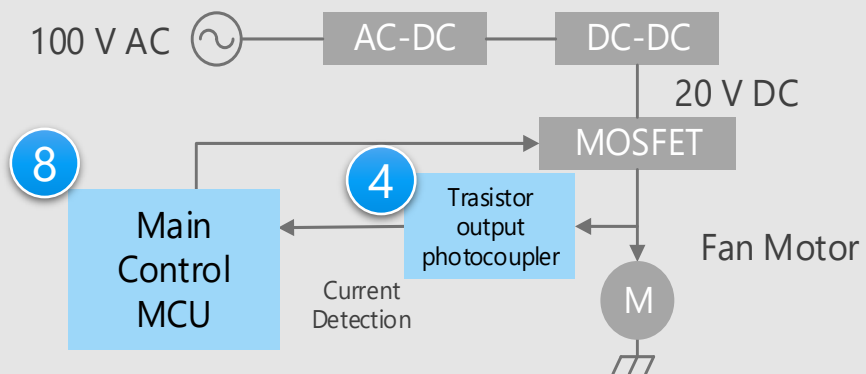 100 V AC
AC-DC
DC-DC
20 V DC
MOSFET
8
4
Main
Control
MCU
Trasistor
output
photocoupler
Current
Detection
Fan Motor
M